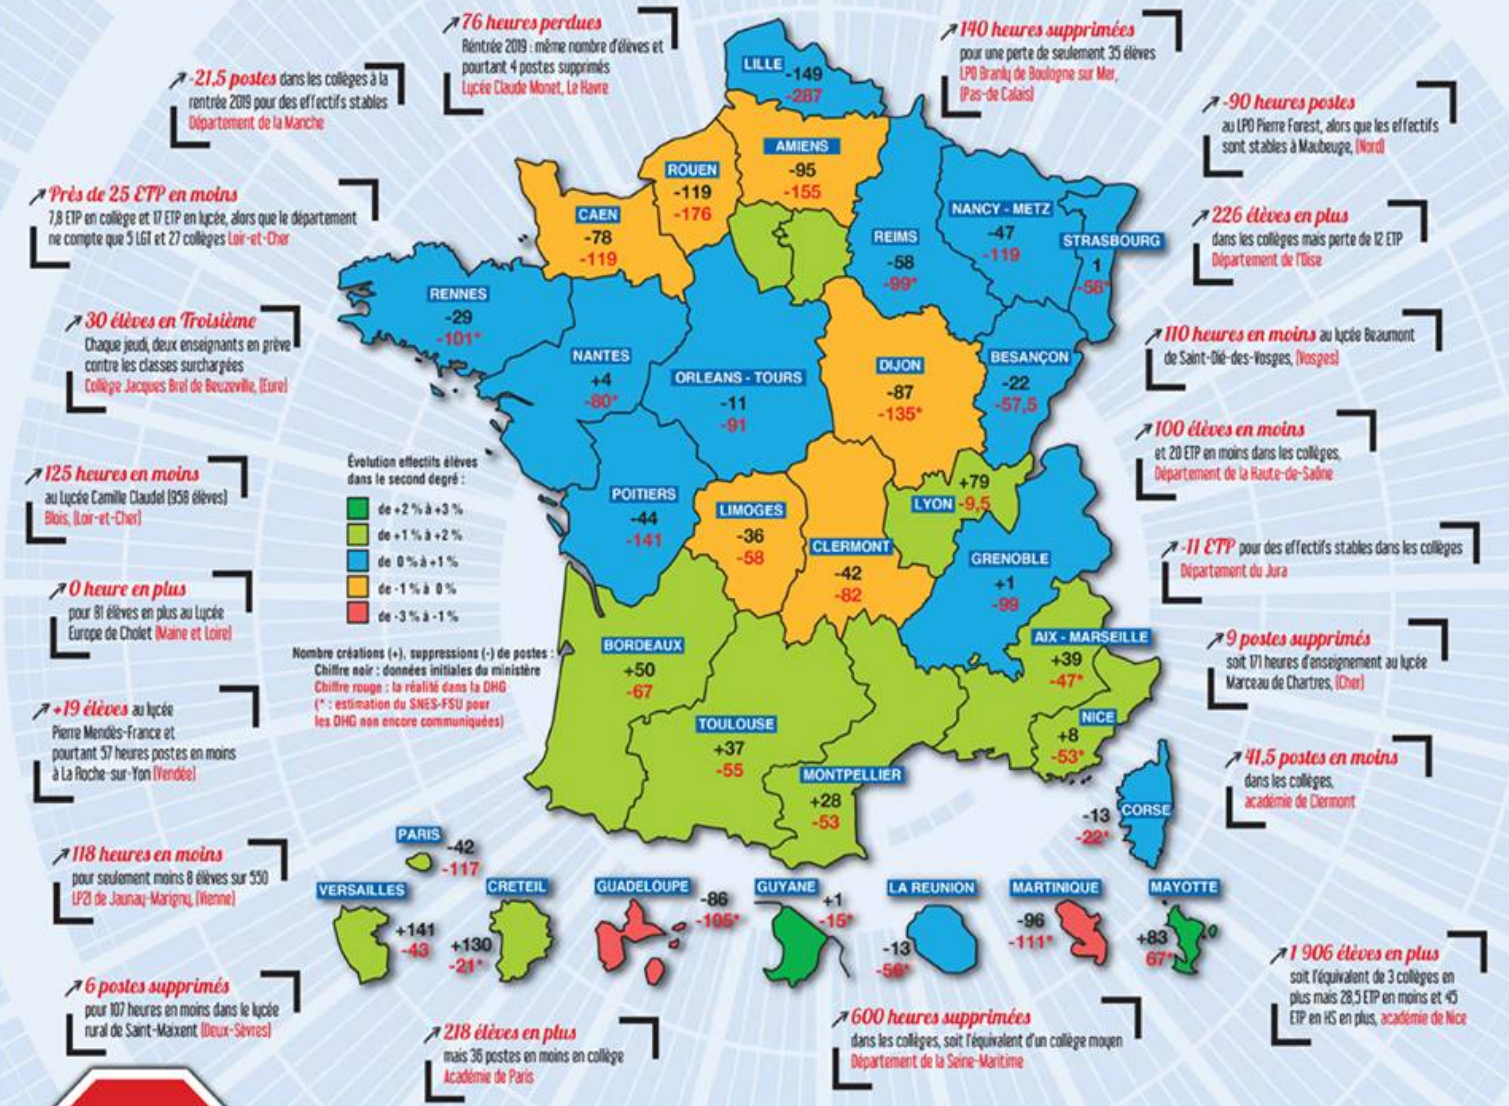 76 heures perdues
Rentrée 2019 : même nombre d'élèves et
pourtant 4 postes supprimés
Lycée Claude Monet, Le Havre
140 heures supprimées
pour une perte de seulement 35 élèves
LPO Branly de Boulogne sur Mer,
(Pas-de Calais)
-21,5 postes dans les collèges à la
rentrée 2019 pour des effectifs stables
Département de la Manche
-90 heures postes
au LPO Pierre Forest, alors que les effectifs
sont stables à Maubeuge, (Nord)
Près de 25 ETP en moins
7,8 ETP en collège et 17 ETP en lycée, alors que le département
ne compte que 5 LGT et 27 collèges Loir-et-Cher
226 élèves en plus
dans les collèges mais perte de 12 ETP
Département de l'Oise
30 élèves en Troisième
Chaque jeudi, deux enseignants en grève
contre les classes surchargées
Collège Jacques Brel de Beuzeville, (Eure)
110 heures en moins au lycée Beaumont
de Saint-Dié-des-Vosges, (Vosges)
125 heures en moins
au Lycée Camille Claudel (958 élèves)
Blois, (Loir-et-Cher)
100 élèves en moins
et 20 ETP en moins dans les collèges,
Département de la Haute-de-Saône
0 heure en plus
pour 81 élèves en plus au Lycée
Europe de Cholet (Maine et Loire)
-11 ETP pour des effectifs stables dans les collèges
Département du Jura
+19 élèves au lycée
Pierre Mendès-France et
pourtant 57 heures postes en moins
à La Roche-sur-Yon (Vendée)
9 postes supprimés
soit 171 heures d'enseignement au lycée
Marceau de Chartres, (Cher)
41,5 postes en moins
dans les collèges,
académie de Clermont
118 heures en moins
pour seulement moins 8 élèves sur 550
LP2I de Jaunay-Marigny, (Vienne)
6 postes supprimés
pour 107 heures en moins dans le lycée
rural de Saint-Maixent (Deux-Sèvres)
218 élèves en plus
mais 36 postes en moins en collège
Académie de Paris
600 heures supprimées
dans les collèges, soit l'équivalent d'un collège moyen
Département de la Seine-Maritime
1 906 élèves en plus
soit l'équivalent de 3 collèges en
plus mais 28,5 ETP en moins et 45
ETP en HS en plus, académie de Nice
LILLE
-149
-287
AMIENS
-95
-155
ROUEN
-119
-176
CAEN
-78
-119
REIMS
-58
-99*
NANCY - METZ
-47
-119
STRASBOURG
1
-58*
RENNES
-29
-101*
NANTES
+4
-80*
ORLEANS - TOURS
-11
-91
DIJON
-87
-135*
BESANÇON
-22
-57,5
POITIERS
-44
-141
LIMOGES
-36
-58
CLERMONT
-42
-82
LYON
+79
-9,5
GRENOBLE
+1
-99
BORDEAUX
+50
-67
TOULOUSE
+37
-55
MONTPELLIER
+28
-53
AIX - MARSEILLE
+39
-47*
NICE
+8
-53*
CORSE
-13
-22*
Évolution effectifs élèves
dans le second degré :
de +2 % à +3 %
de +1 % à +2 %
de 0 % à +1 %
de -1 % à 0 %
de -3 % à -1 %
Nombre créations (+), suppressions (-) de postes :
Chiffre noir : données initiales du ministère
Chiffre rouge : la réalité dans la DHG
(* : estimation du SNES-FSU pour
les DHG non encore communiquées)
PARIS
-42
-117
VERSAILLES
+141
-43
CRETEIL
+130
-21*
GUADELOUPE
-86
-105*
GUYANE
+1
-15*
LA REUNION
-13
-56*
MARTINIQUE
-96
-111*
MAYOTTE
+83
67*